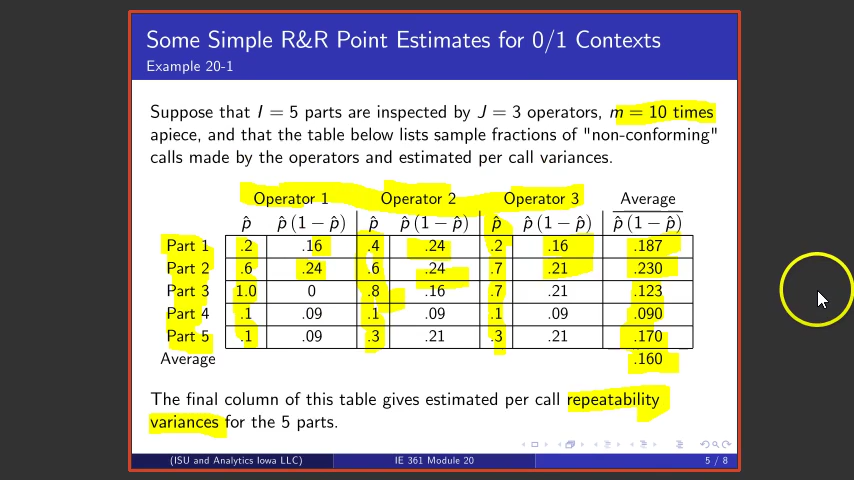 Some Simple R&R Point Estimates for 0/1 Contexts
Example 20-1
Suppose that I = 5 parts are inspected by J = 3 operators, m = 10 times
apiece, and that the table below lists sample fractions of "non-conforming"
calls made by the operators and estimated per call variances.
Operator 1 Operator 2 Operator 3 Average
p̂ p̂ (1 − p̂) p̂ p̂ (1 − p̂) p̂ p̂ (1 − p̂) p̂ (1 − p̂)
Part 1 .2 .16 .4 .24 .2 .16 .187
Part 2 .6 .24 .6 .24 .7 .21 .230
Part 3 1.0 0 .8 .16 .7 .21 .123
Part 4 .1 .09 .1 .09 .1 .09 .090
Part 5 .1 .09 .3 .21 .3 .21 .170
Average .160
The final column of this table gives estimated per call repeatability
variances for the 5 parts.
(ISU and Analytics Iowa LLC) IE 361 Module 20 5 / 8